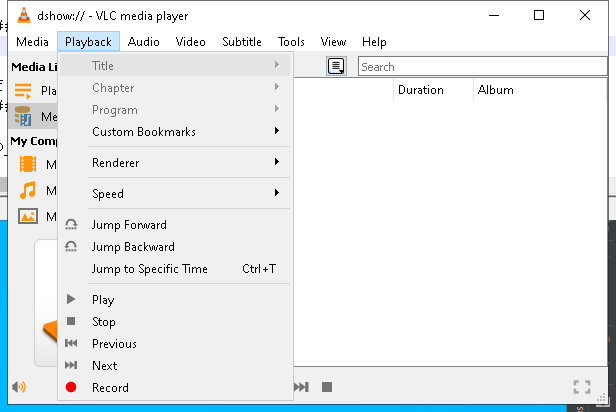 dshow:// - VLC media player
Media Playback Audio Video Subtitle Tools View Help
Media Li
Pla
Me
My Comp
M
M
M
Search
Duration Album
Title
Chapter
Program
Custom Bookmarks
Renderer
Speed
Jump Forward
Jump Backward
Jump to Specific Time Ctrl+T
Play
Stop
Previous
Next
Record